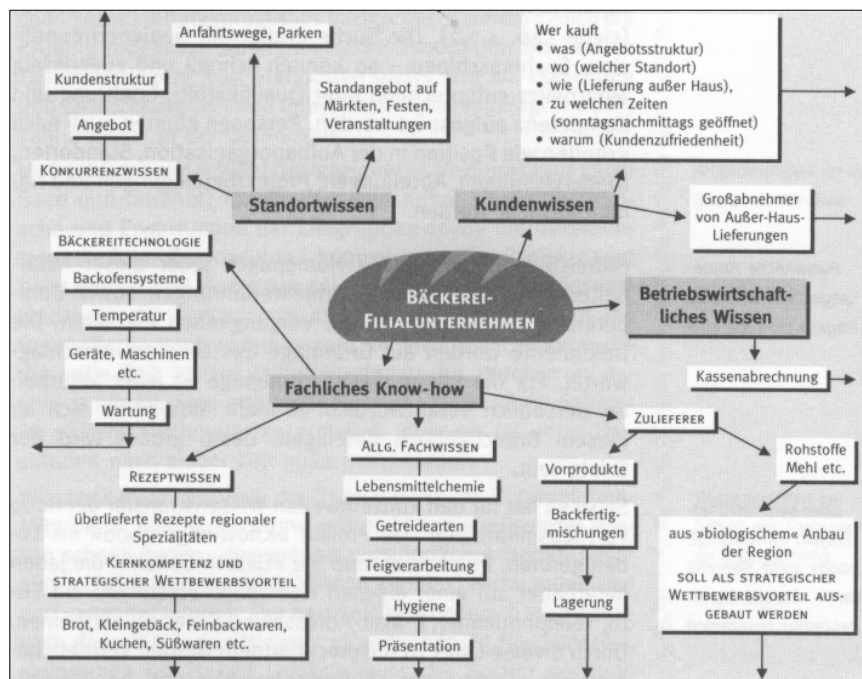 Anfahrtswege, Parken
Kundenstruktur
Angebot
KONKURRENZWISSEN
Standangebot auf
Märkten, Festen,
Veranstaltungen
Standortwissen
Wer kauft
• was (Angebotsstruktur)
• wo (welcher Standort)
• wie (Lieferung außer Haus),
• zu welchen Zeiten
(sonntagsnachmittags geöffnet)
• warum (Kundenzufriedenheit)
Kundenwissen
Großabnehmer
von Außer-Haus-
Lieferungen
BÄCKEREI-
FILIALUNTERNEHMEN
Betriebswirtschaft-
liches Wissen
Kassenabrechnung
BÄCKEREITECHNOLOGIE
Backofensysteme
Temperatur
Geräte, Maschinen
etc.
Wartung
Fachliches Know-how
REZEPTWISSEN
überlieferte Rezepte regionaler
Spezialitäten
KERNKOMPETENZ UND
STRATEGISCHER WETTBEWERBSVORTEIL
Brot, Kleingebäck, Feinbackwaren,
Kuchen, Süßwaren etc.
ALLG. FACHWISSEN
Lebensmittelchemie
Getreidearten
Teigverarbeitung
Hygiene
Präsentation
ZULIEFERER
Vorprodukte
Backfertig-
mischungen
Lagerung
Rohstoffe
Mehl etc.
aus »biologischem« Anbau
der Region
SOLL ALS STRATEGISCHER
WETTBEWERBSVORTEIL AUS-
GEBAUT WERDEN